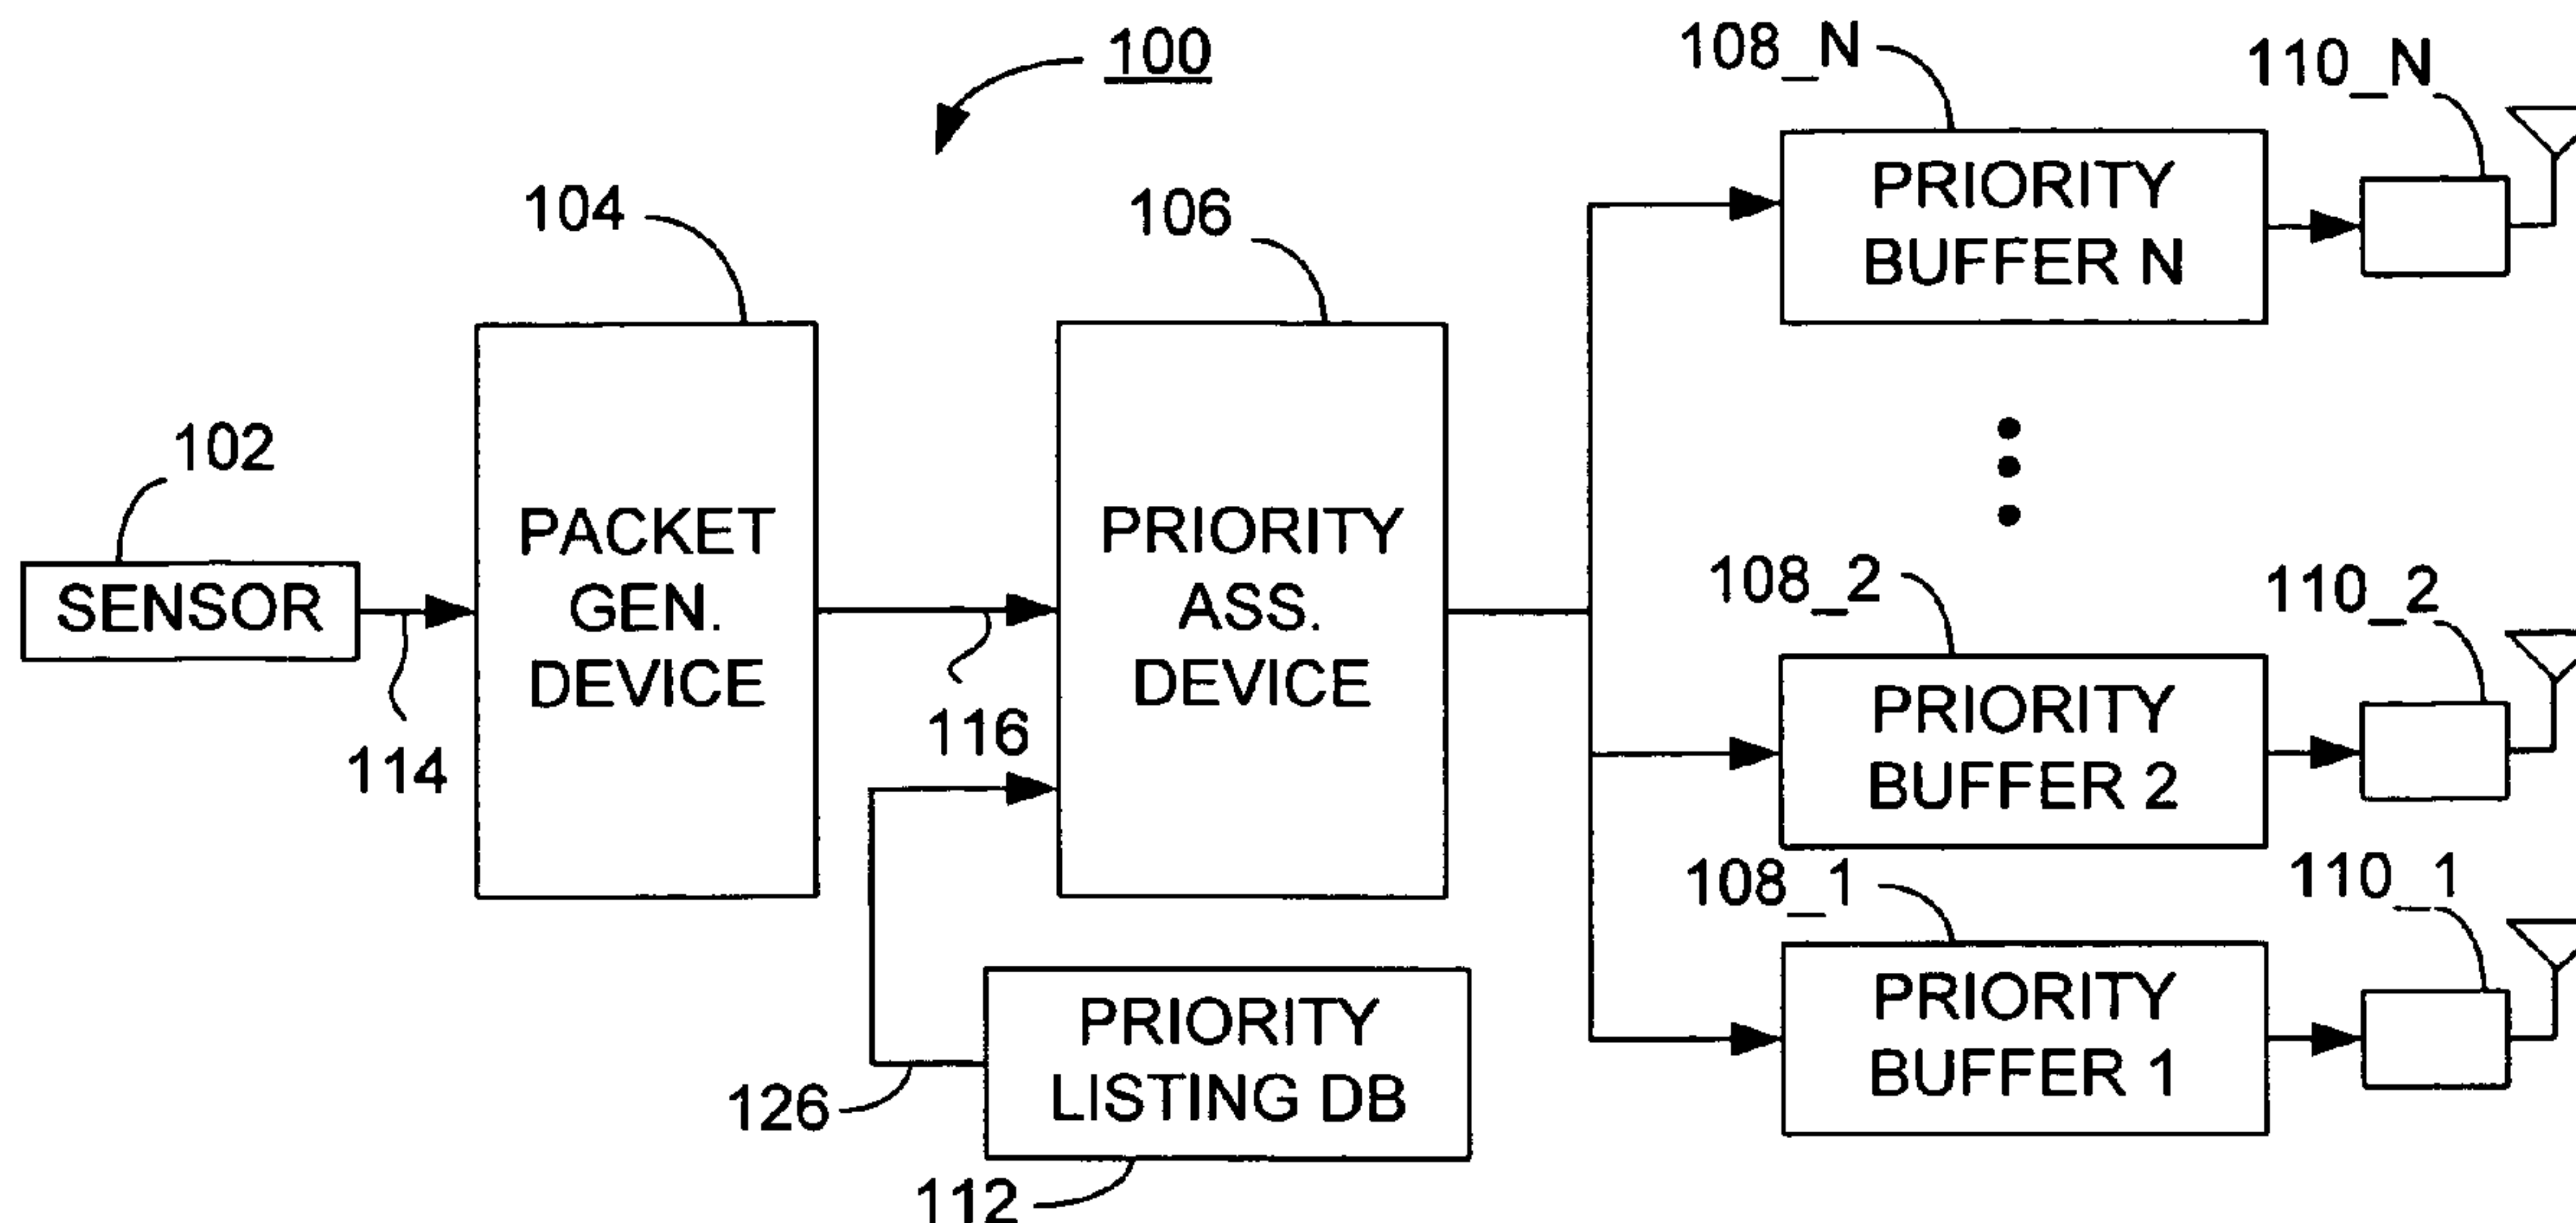 100
108_N
110_N
PRIORITY
BUFFER N
104
106
102
SENSOR
114
PACKET
GEN.
DEVICE
116
PRIORITY
ASS.
DEVICE
108_2
110_2
PRIORITY
BUFFER 2
108_1
110_1
PRIORITY
BUFFER 1
126
PRIORITY
LISTING DB
112